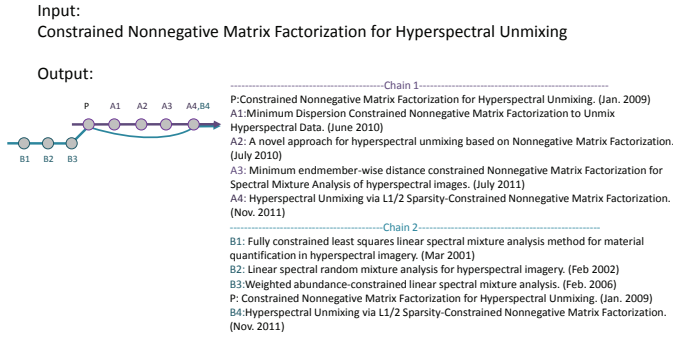 Input:
Constrained Nonnegative Matrix Factorization for Hyperspectral Unmixing
Output:
P A1 A2 A3 A4,B4
B1 B2 B3
Chain 1
P:Constrained Nonnegative Matrix Factorization for Hyperspectral Unmixing. (Jan. 2009)
A1:Minimum Dispersion Constrained Nonnegative Matrix Factorization to Unmix
Hyperspectral Data. (June 2010)
A2: A novel approach for hyperspectral unmixing based on Nonnegative Matrix Factorization.
(July 2010)
A3: Minimum endmember-wise distance constrained Nonnegative Matrix Factorization for
Spectral Mixture Analysis of hyperspectral images. (July 2011)
A4: Hyperspectral Unmixing via L1/2 Sparsity-Constrained Nonnegative Matrix Factorization.
(Nov. 2011)
Chain 2
B1: Fully constrained least squares linear spectral mixture analysis method for material
quantification in hyperspectral imagery. (Mar 2001)
B2: Linear spectral random mixture analysis for hyperspectral imagery. (Feb 2002)
B3:Weighted abundance-constrained linear spectral mixture analysis. (Feb. 2006)
P: Constrained Nonnegative Matrix Factorization for Hyperspectral Unmixing. (Jan. 2009)
B4:Hyperspectral Unmixing via L1/2 Sparsity-Constrained Nonnegative Matrix Factorization.
(Nov. 2011)